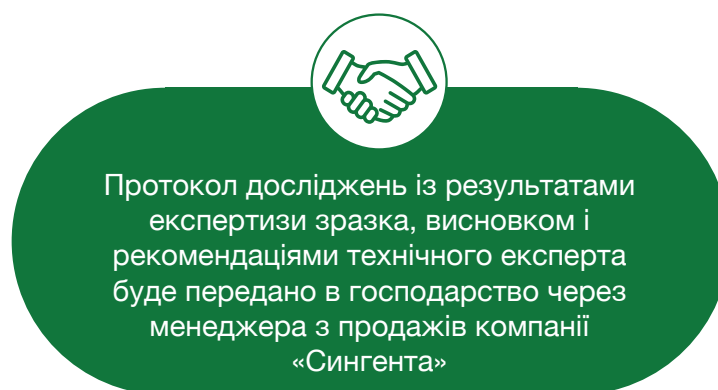 Протокол досліджень із результатами
експертизи зразка, висновком і
рекомендаціями технічного експерта
буде передано в господарство через
менеджера з продажів компанії
«Сингента»